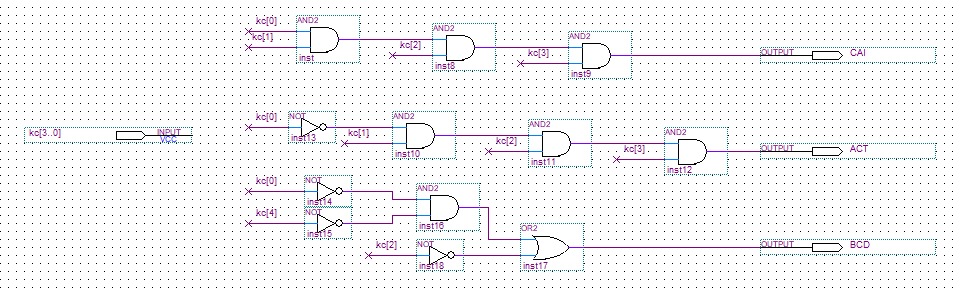 kc[0] AND2
kc[1]
inst
kc[2] AND2
inst8
kc[3] AND2
inst9
OUTPUT CAI
kc[3..0] INPUT
VCC
kc[0] NOT
inst13
kc[1] AND2
inst10
kc[2] AND2
inst11
kc[3] AND2
inst12
OUTPUT ACT
kc[0] NOT
inst14
kc[4] NOT
inst15
AND2
inst16
kc[2] NOT
inst18
OR2
inst17
OUTPUT BCD